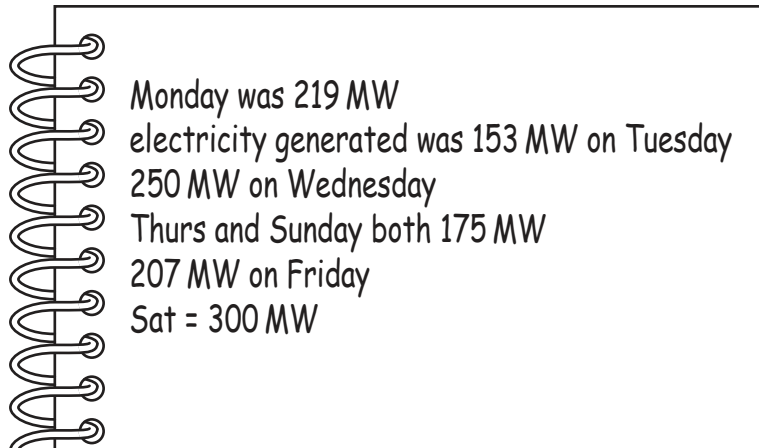 Monday was 219 MW
electricity generated was 153 MW on Tuesday
250 MW on Wednesday
Thurs and Sunday both 175 MW
207 MW on Friday
Sat = 300 MW